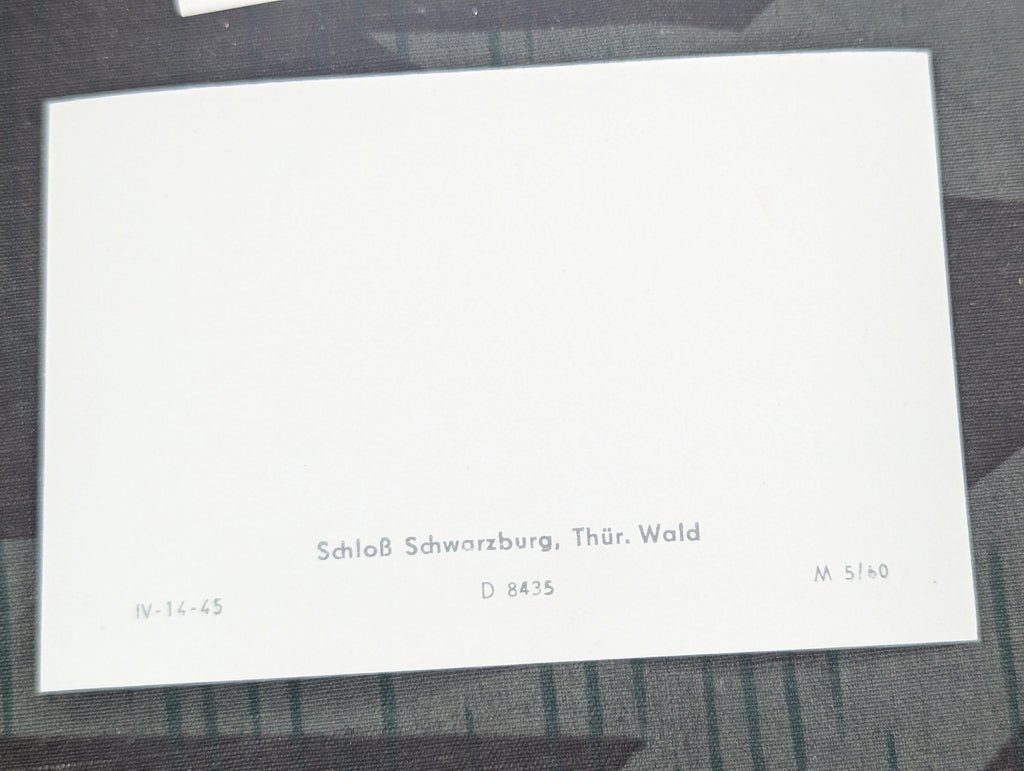 Schloß Schwarzburg, Thür. Wald
D 8435
M 5/60
IV-14-45